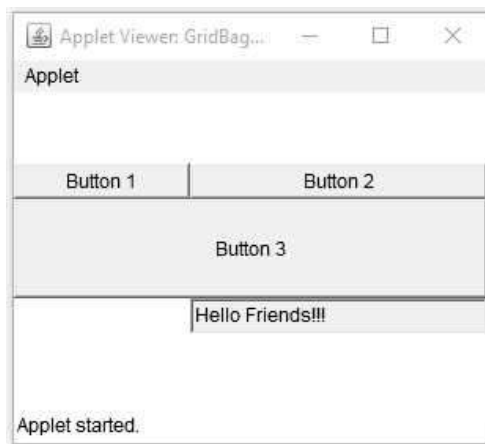 Applet Viewer: GridBag...
Applet
Button 1 Button 2
Button 3
Hello Friends!!!
Applet started.